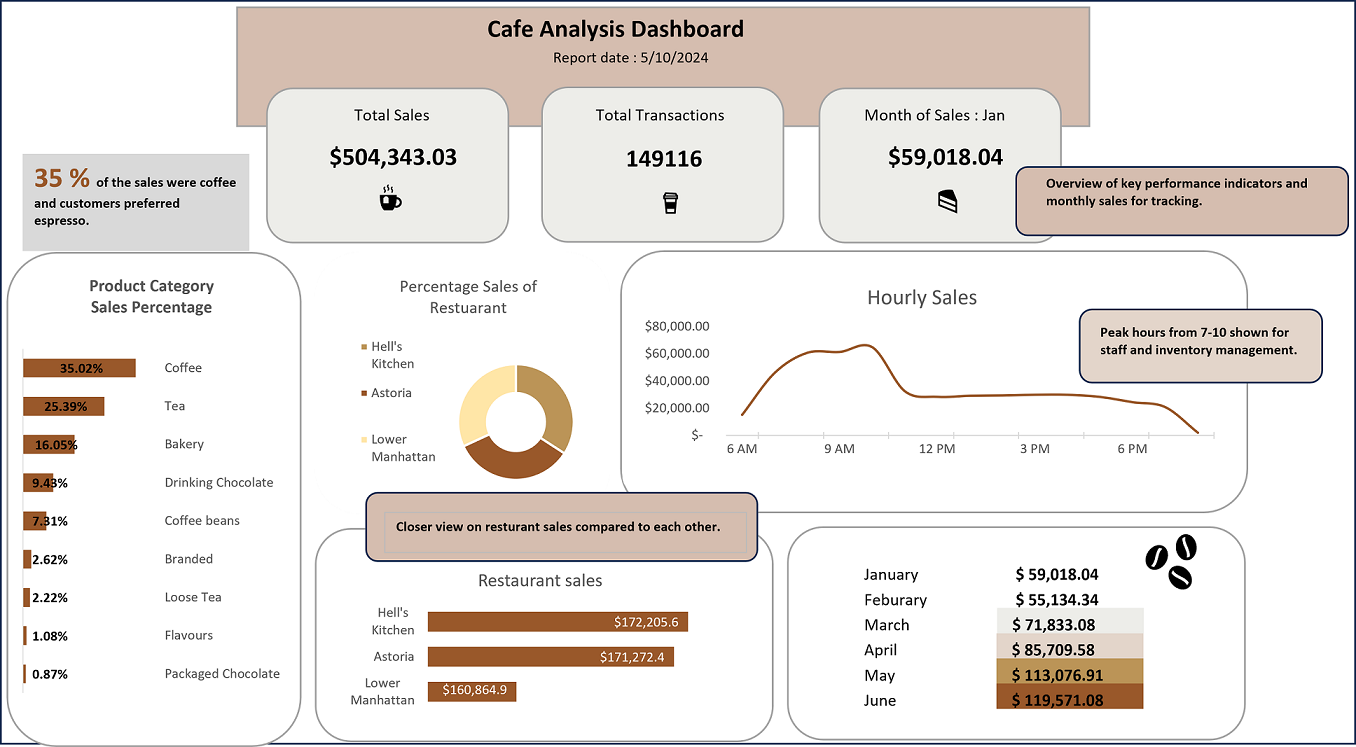 Cafe Analysis Dashboard
Report date : 5/10/2024
Total Sales
$504,343.03
Total Transactions
149116
Month of Sales : Jan
$59,018.04
Overview of key performance indicators and
monthly sales for tracking.
35 % of the sales were coffee
and customers preferred
espresso.
Product Category
Sales Percentage
35.02% Coffee
25.39% Tea
16.05% Bakery
9.43% Drinking Chocolate
7.31% Coffee beans
2.62% Branded
2.22% Loose Tea
1.08% Flavours
0.87% Packaged Chocolate
Percentage Sales of
Restuarant
Hell's
Kitchen
Astoria
Lower
Manhattan
Hourly Sales
$80,000.00
$60,000.00
$40,000.00
$20,000.00
$-
6 AM 9 AM 12 PM 3 PM 6 PM
Peak hours from 7-10 shown for
staff and inventory management.
Closer view on resturant sales compared to each other.
Restaurant sales
Hell's
Kitchen
$172,205.6
Astoria $171,272.4
Lower
Manhattan
$160,864.9
January $ 59,018.04
Feburary $ 55,134.34
March $ 71,833.08
April $ 85,709.58
May $ 113,076.91
June $ 119,571.08